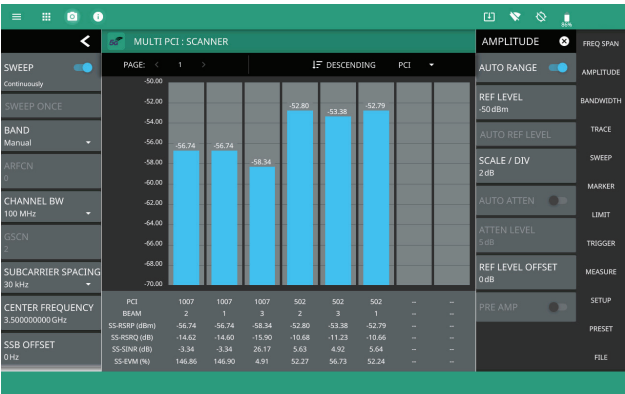 86%
MULTI PCI : SCANNER
AMPLITUDE
FREQ SPAN
SWEEP
Continuously
SWEEP ONCE
BAND
Manual
ARFCN
0
CHANNEL BW
100 MHz
GSCN
2
SUBCARRIER SPACING
30 kHz
CENTER FREQUENCY
3.500000000 GHz
SSB OFFSET
0 Hz
PAGE: < 1 > DESCENDING PCI
-50.00
-52.00
-54.00
-56.00
-58.00
-60.00
-62.00
-64.00
-66.00
-68.00
-70.00
-56.74 -56.74 -58.34 -52.80 -53.38 -52.79
PCI 1007 1007 1007 502 502 502 -- --
BEAM 2 1 3 2 3 1 -- --
SS-RSRP (dBm) -56.74 -56.74 -58.34 -52.80 -53.38 -52.79 -- --
SS-RSRQ (dB) -14.62 -14.60 -15.90 -10.68 -11.23 -10.66 -- --
SS-SINR (dB) -3.34 -3.34 26.17 5.63 4.92 5.64 -- --
SS-EVM (%) 146.86 146.90 4.91 52.27 56.73 52.24 -- --
AUTO RANGE
REF LEVEL
-50 dBm
AUTO REF LEVEL
SCALE / DIV
2 dB
AUTO ATTEN
ATTEN LEVEL
5 dB
REF LEVEL OFFSET
0 dB
PRE AMP
AMPLITUDE
BANDWIDTH
TRACE
SWEEP
MARKER
LIMIT
TRIGGER
MEASURE
SETUP
PRESET
FILE